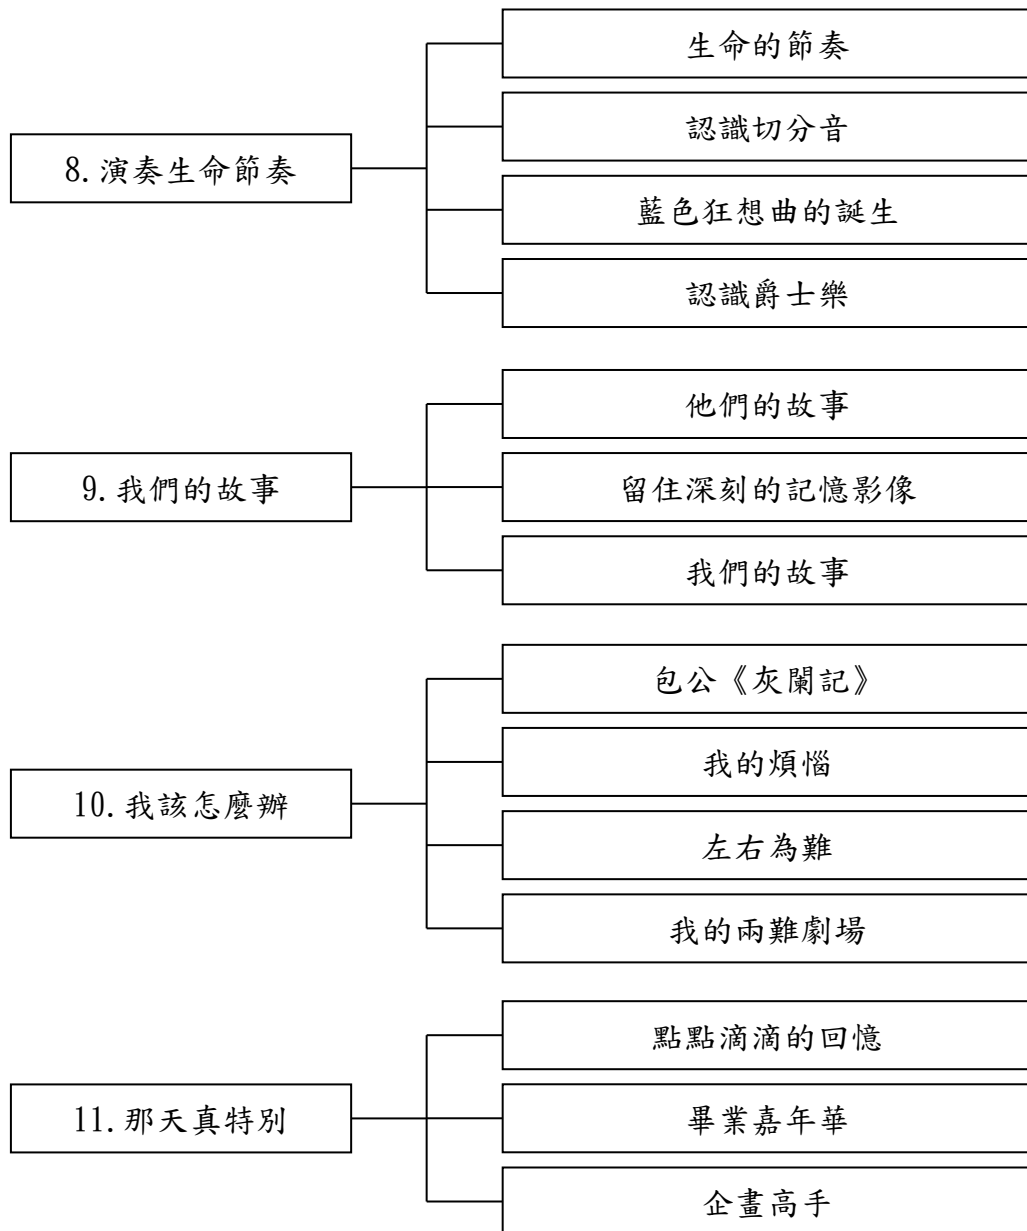 8.演奏生命節奏
生命的節奏
認識切分音
藍色狂想曲的誕生
認識爵士樂
9.我們的故事
他們的故事
留住深刻的記憶影像
我們的故事
10.我該怎麼辦
包公《灰闌記》
我的煩惱
左右為難
我的兩難劇場
11.那天真特別
點點滴滴的回憶
畢業嘉年華
企畫高手